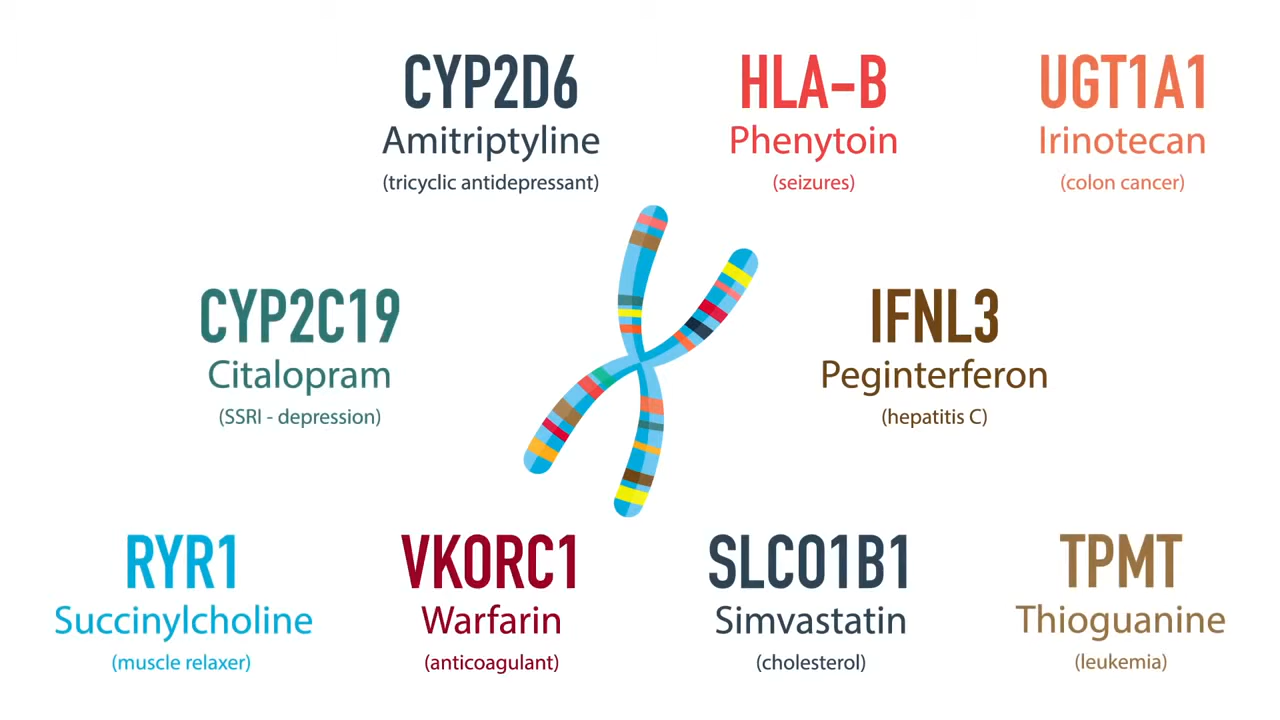 CYP2D6
Amitriptyline
(tricyclic antidepressant)
HLA-B
Phenytoin
(seizures)
UGT1A1
Irinotecan
(colon cancer)
CYP2C19
Citalopram
(SSRI - depression)
IFNL3
Peginterferon
(hepatitis C)
RYR1
Succinylcholine
(muscle relaxer)
VKORC1
Warfarin
(anticoagulant)
SLCO1B1
Simvastatin
(cholesterol)
TPMT
Thioguanine
(leukemia)